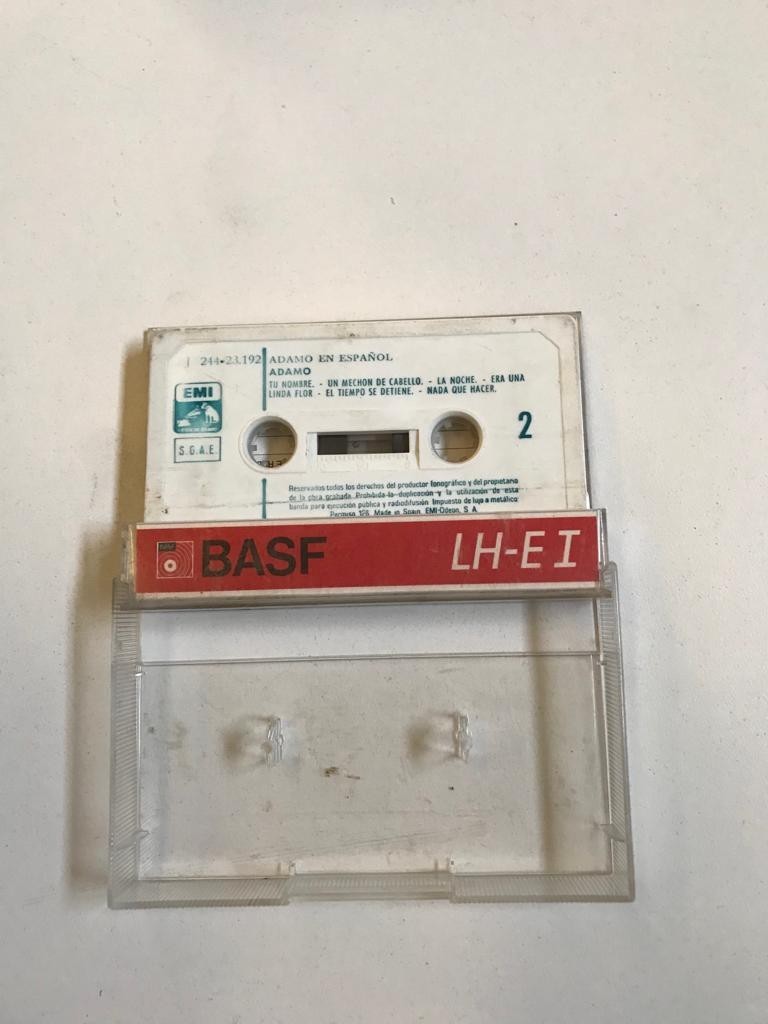 J 244-23.192 ADAMO EN ESPAÑOL
ADAMO
TU NOMBRE. - UN MECHON DE CABELLO. - LA NOCHE. - ERA UNA
LINDA FLOR - EL TIEMPO SE DETIENE. - NADA QUE HACER.
EMI
S.G.A.E.
2
Reservados todos los derechos del productor fonográfico y del propietario
de la obra grabada. Prohibida la duplicación y la utilización de esta
banda para ejecución pública y radiodifusión Impuesto de lujo a metálico
Permiso 126. Made in Spain. EMI-Odeon, S. A.
BASF LH-E I